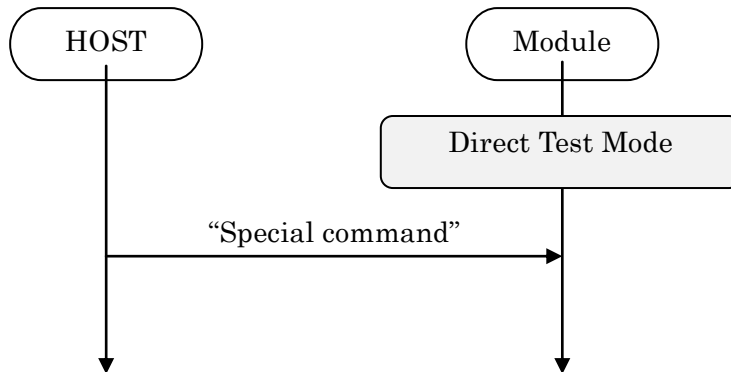 HOST
Module
Direct Test Mode
“Special command”